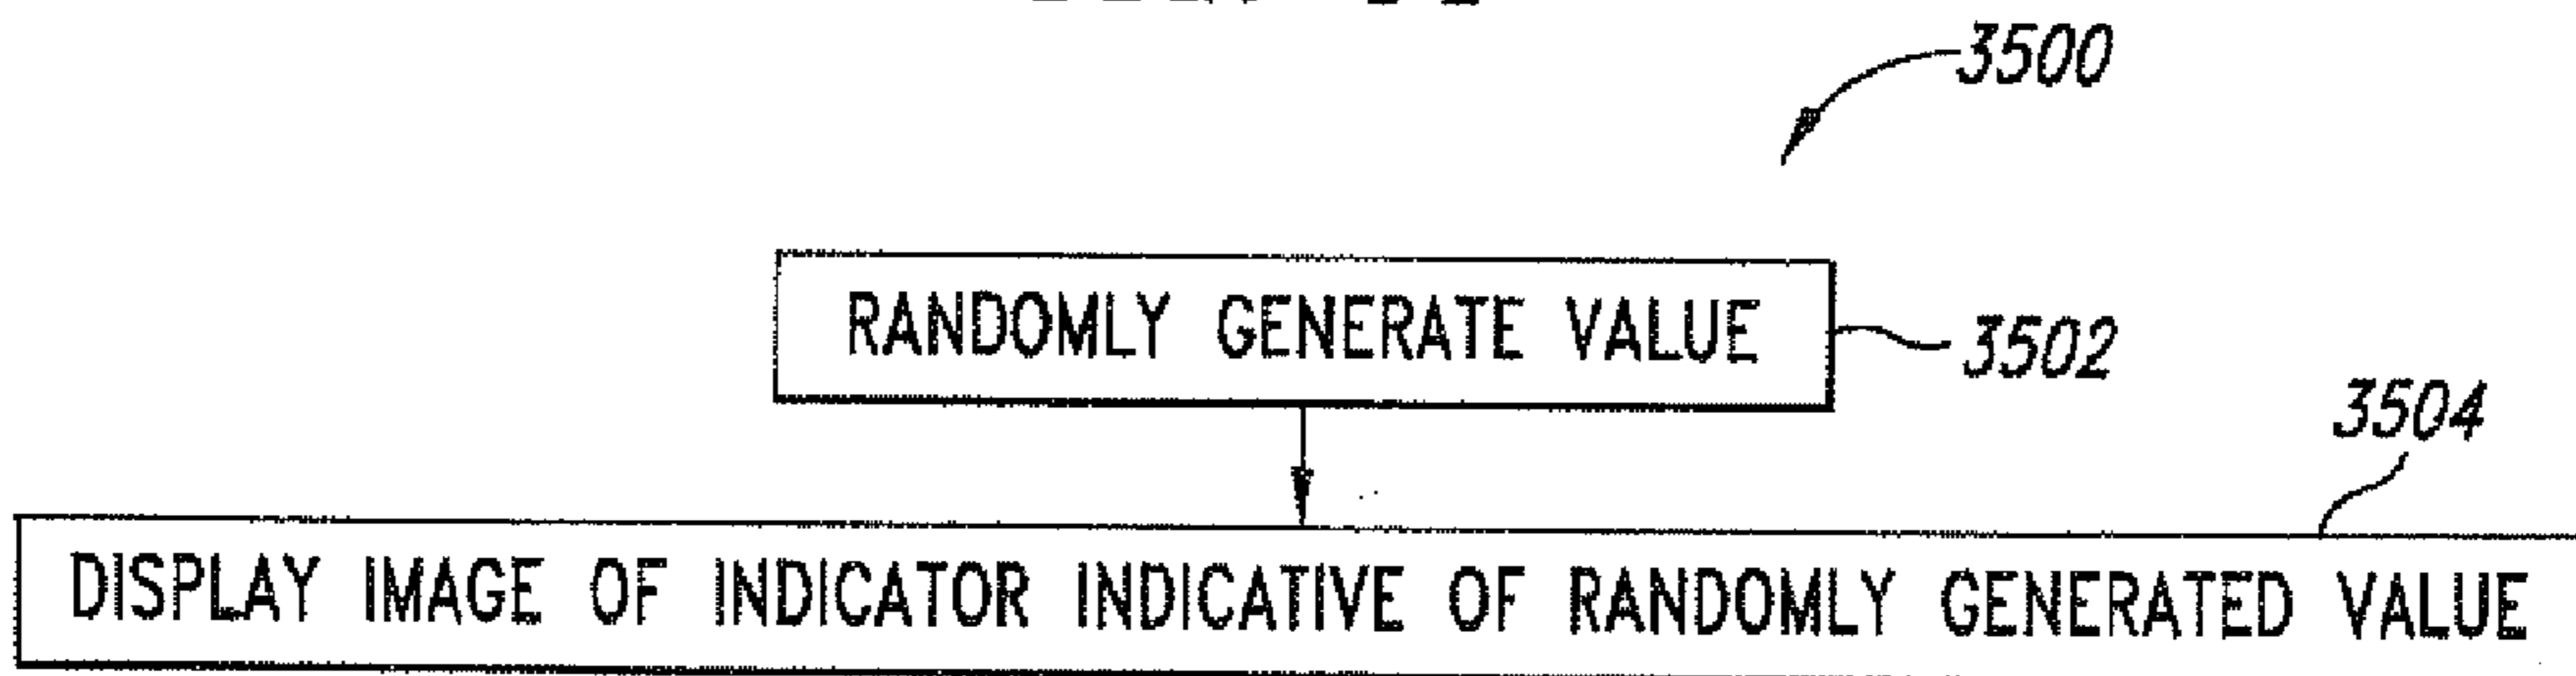 3500
RANDOMLY GENERATE VALUE
3502
3504
DISPLAY IMAGE OF INDICATOR INDICATIVE OF RANDOMLY GENERATED VALUE